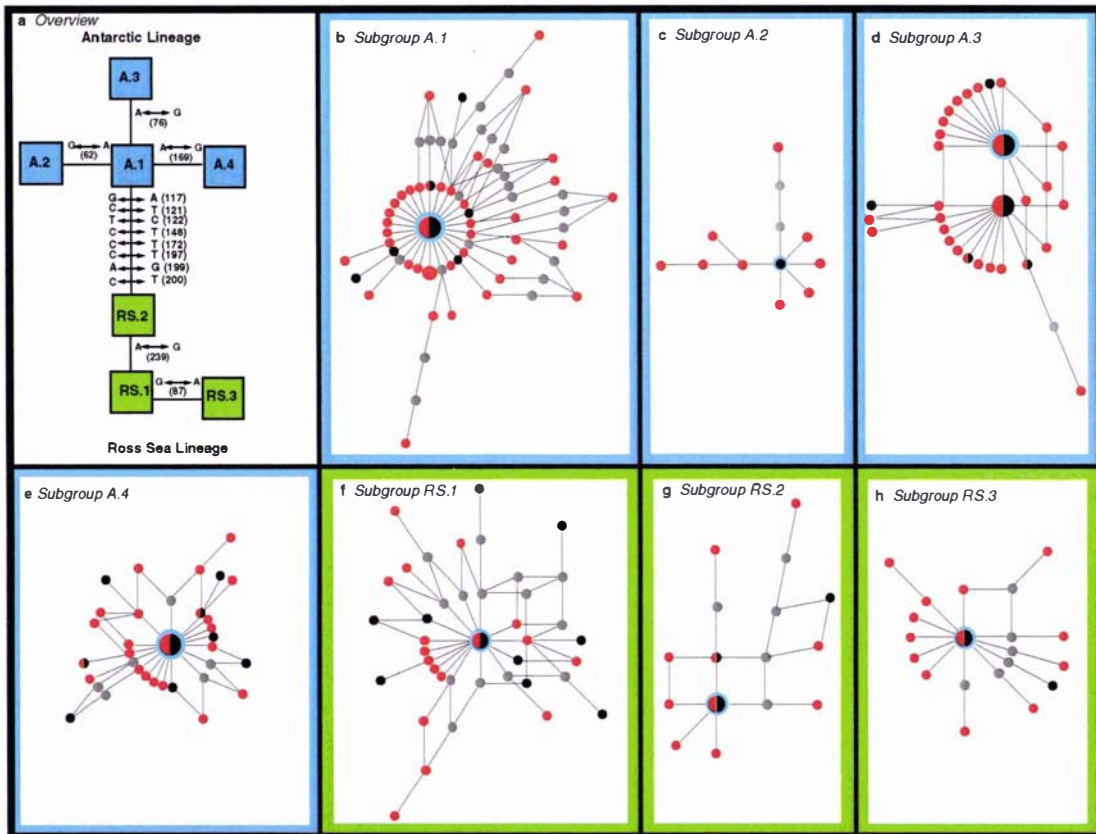 a Overview
Antarctic Lineage
A.3
A G
(76)
G A
(62)
A G
(169)
A.2
A.1
A.4
G A (117)
C T (121)
T C (122)
C T (148)
C T (172)
C T (197)
A G (199)
C T (200)
RS.2
A G
(239)
RS.1
G A
(87)
RS.3
Ross Sea Lineage
b Subgroup A.1
c Subgroup A.2
d Subgroup A.3
e Subgroup A.4
f Subgroup RS.1
g Subgroup RS.2
h Subgroup RS.3